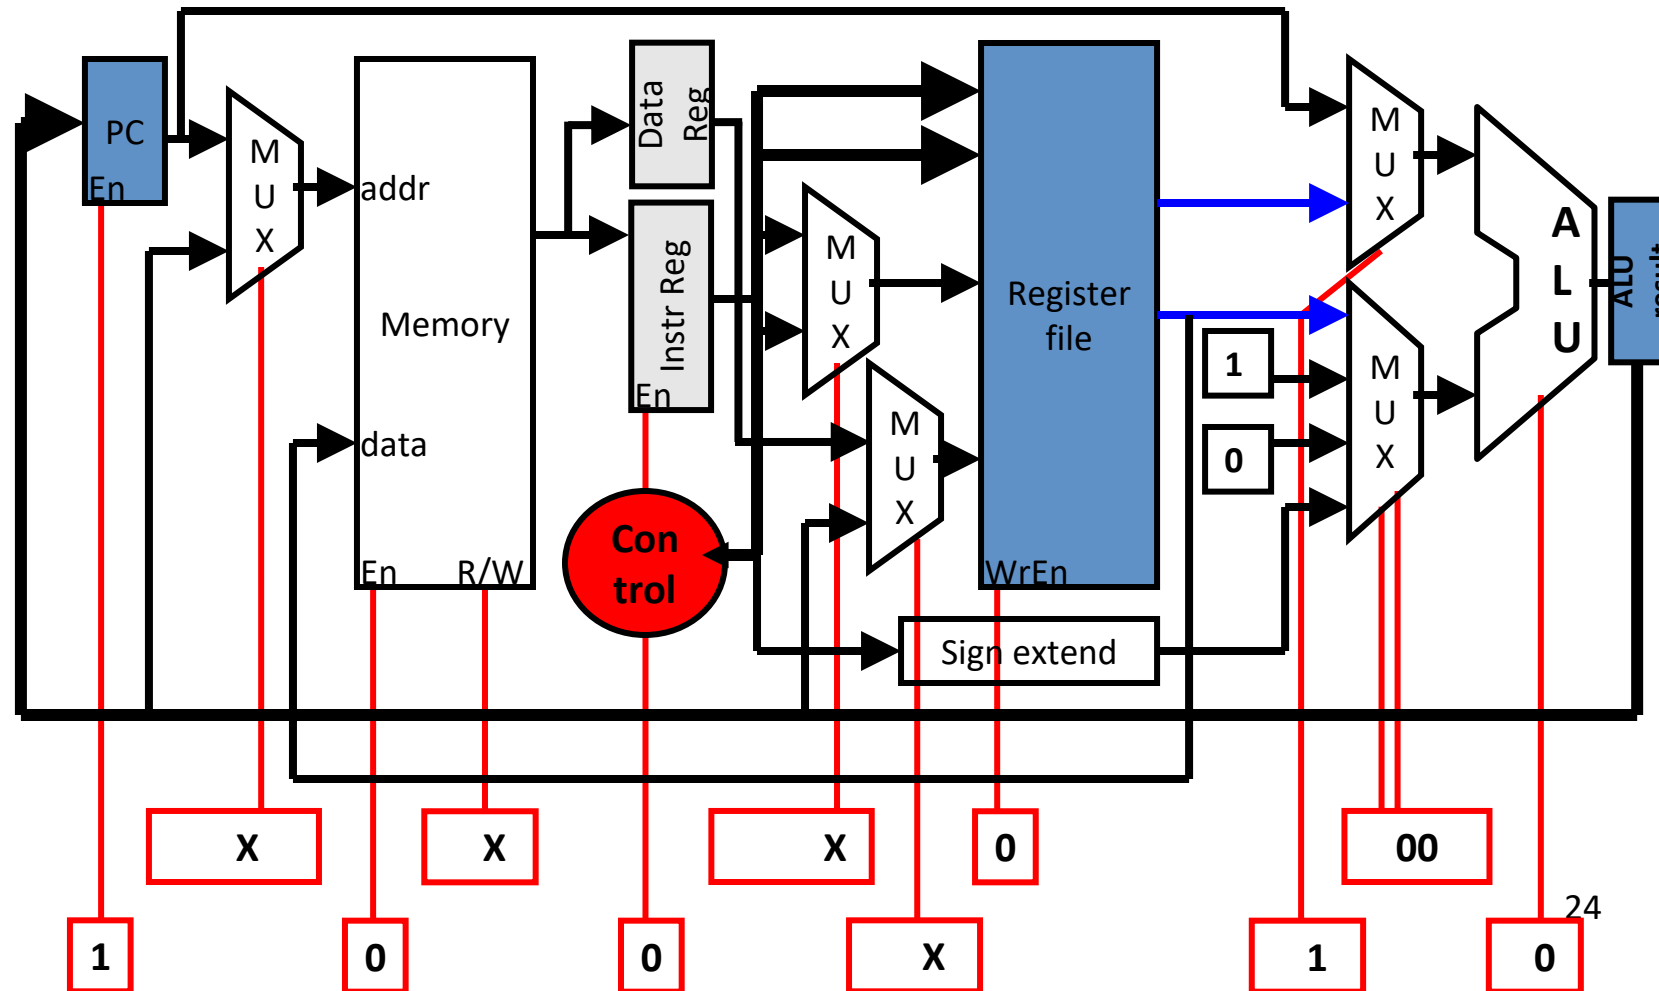 PC
En
M
U
X
addr
data
Memory
En
R/W
Data
Reg
Instr Reg
En
Con
trol
M
U
X
M
U
X
Register
file
WrEn
Sign extend
1
0
M
U
X
M
U
X
A
L
U
ALU
result
X
X
X
0
00
24
1
0
0
X
1
0